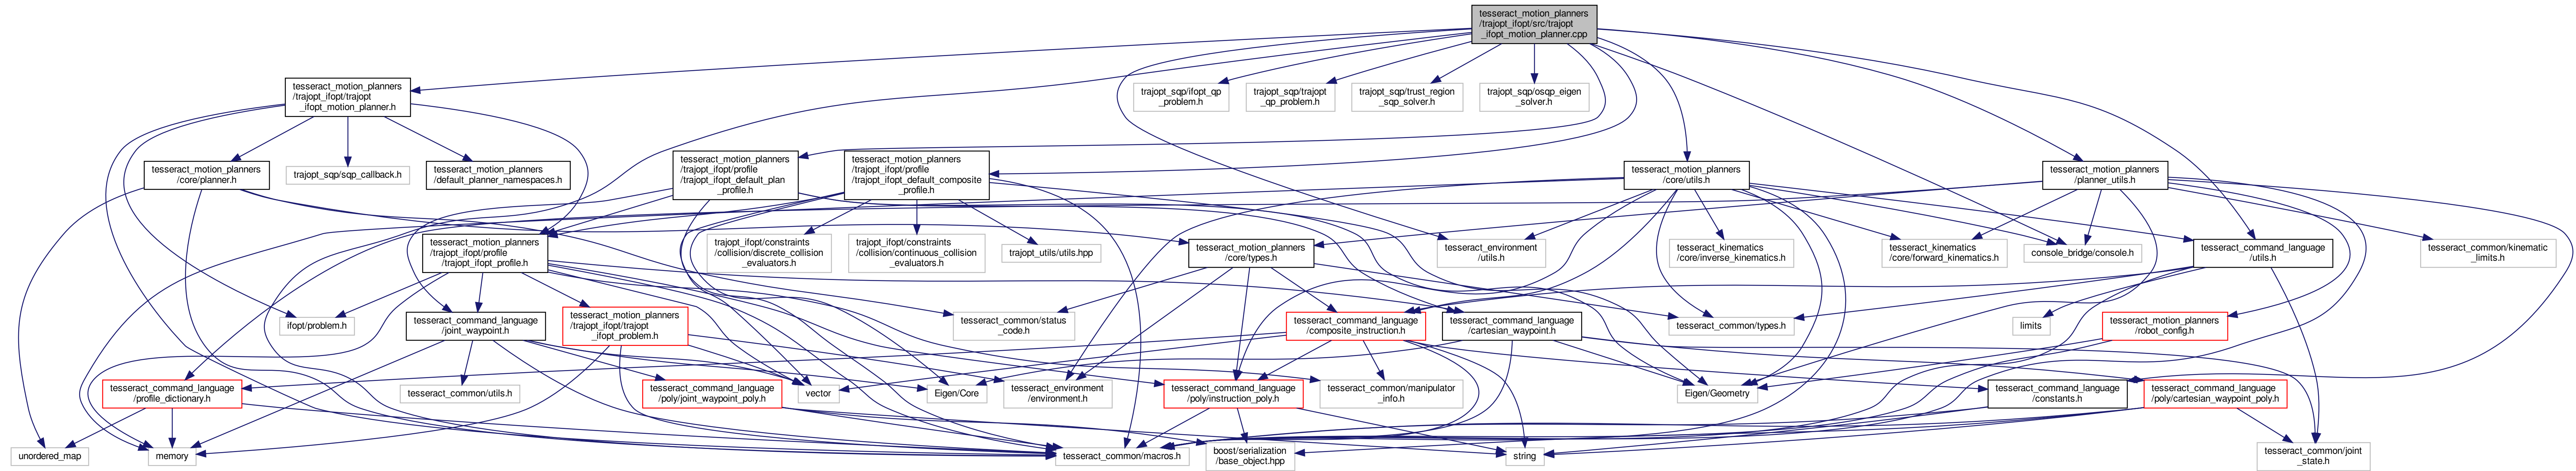 tesseract_motion_planners
/trajopt_ifopt/src/trajopt
_ifopt_motion_planner.cpp
tesseract_motion_planners
/trajopt_ifopt/trajopt
_ifopt_motion_planner.h
trajopt_sqp/ifopt_qp
_problem.h
trajopt_sqp/trajopt
_qp_problem.h
trajopt_sqp/trust_region
_sqp_solver.h
trajopt_sqp/osqp_eigen
_solver.h
tesseract_motion_planners
/core/planner.h
trajopt_sqp/sqp_callback.h
tesseract_motion_planners
/default_planner_namespaces.h
tesseract_motion_planners
/trajopt_ifopt/profile
/trajopt_ifopt_default_plan
_profile.h
tesseract_motion_planners
/trajopt_ifopt/profile
/trajopt_ifopt_default_composite
_profile.h
tesseract_motion_planners
/core/utils.h
tesseract_motion_planners
/planner_utils.h
tesseract_motion_planners
/trajopt_ifopt/profile
/trajopt_ifopt_profile.h
trajopt_ifopt/constraints
/collision/discrete_collision
_evaluators.h
trajopt_ifopt/constraints
/collision/continuous_collision
_evaluators.h
trajopt_utils/utils.hpp
tesseract_motion_planners
/core/types.h
tesseract_environment
/utils.h
tesseract_kinematics
/core/inverse_kinematics.h
tesseract_kinematics
/core/forward_kinematics.h
console_bridge/console.h
tesseract_command_language
/utils.h
tesseract_common/kinematic
_limits.h
ifopt/problem.h
tesseract_command_language
/joint_waypoint.h
tesseract_motion_planners
/trajopt_ifopt/trajopt
_ifopt_problem.h
tesseract_common/status
_code.h
tesseract_command_language
/composite_instruction.h
tesseract_command_language
/cartesian_waypoint.h
tesseract_common/types.h
limits
tesseract_motion_planners
/robot_config.h
tesseract_command_language
/profile_dictionary.h
tesseract_common/utils.h
tesseract_command_language
/poly/joint_waypoint_poly.h
vector
Eigen/Core
tesseract_environment
/environment.h
tesseract_command_language
/poly/instruction_poly.h
tesseract_common/manipulator
_info.h
Eigen/Geometry
tesseract_command_language
/constants.h
tesseract_command_language
/poly/cartesian_waypoint_poly.h
unordered_map
memory
tesseract_common/macros.h
boost/serialization
/base_object.hpp
string
tesseract_common/joint
_state.h